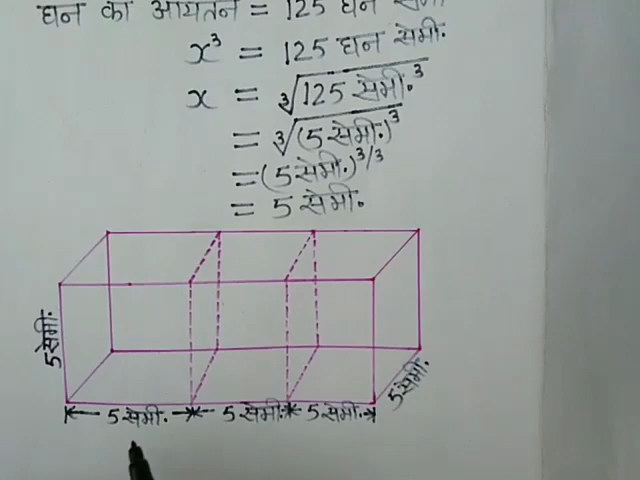 घन का आयतन = 125 घन सेमी.
x³ = 125 घन सेमी.
x = ∛125 सेमी.³
= ∛(5 सेमी.)³
= (5 सेमी.)^3/3
= 5 सेमी.
5 सेमी.
5 सेमी.
5 सेमी. 5 सेमी. 5 सेमी.